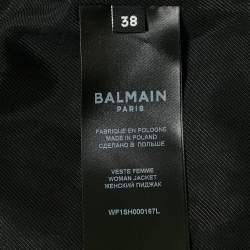 38
BALMAIN
PARIS
FABRIQUÉ EN POLOGNE
MADE IN POLAND
СДЕЛАНО В ПОЛЬШЕ
VESTE FEMME
WOMAN JACKET
ЖЕНСКИЙ ПИДЖАК
WF1SH000167L